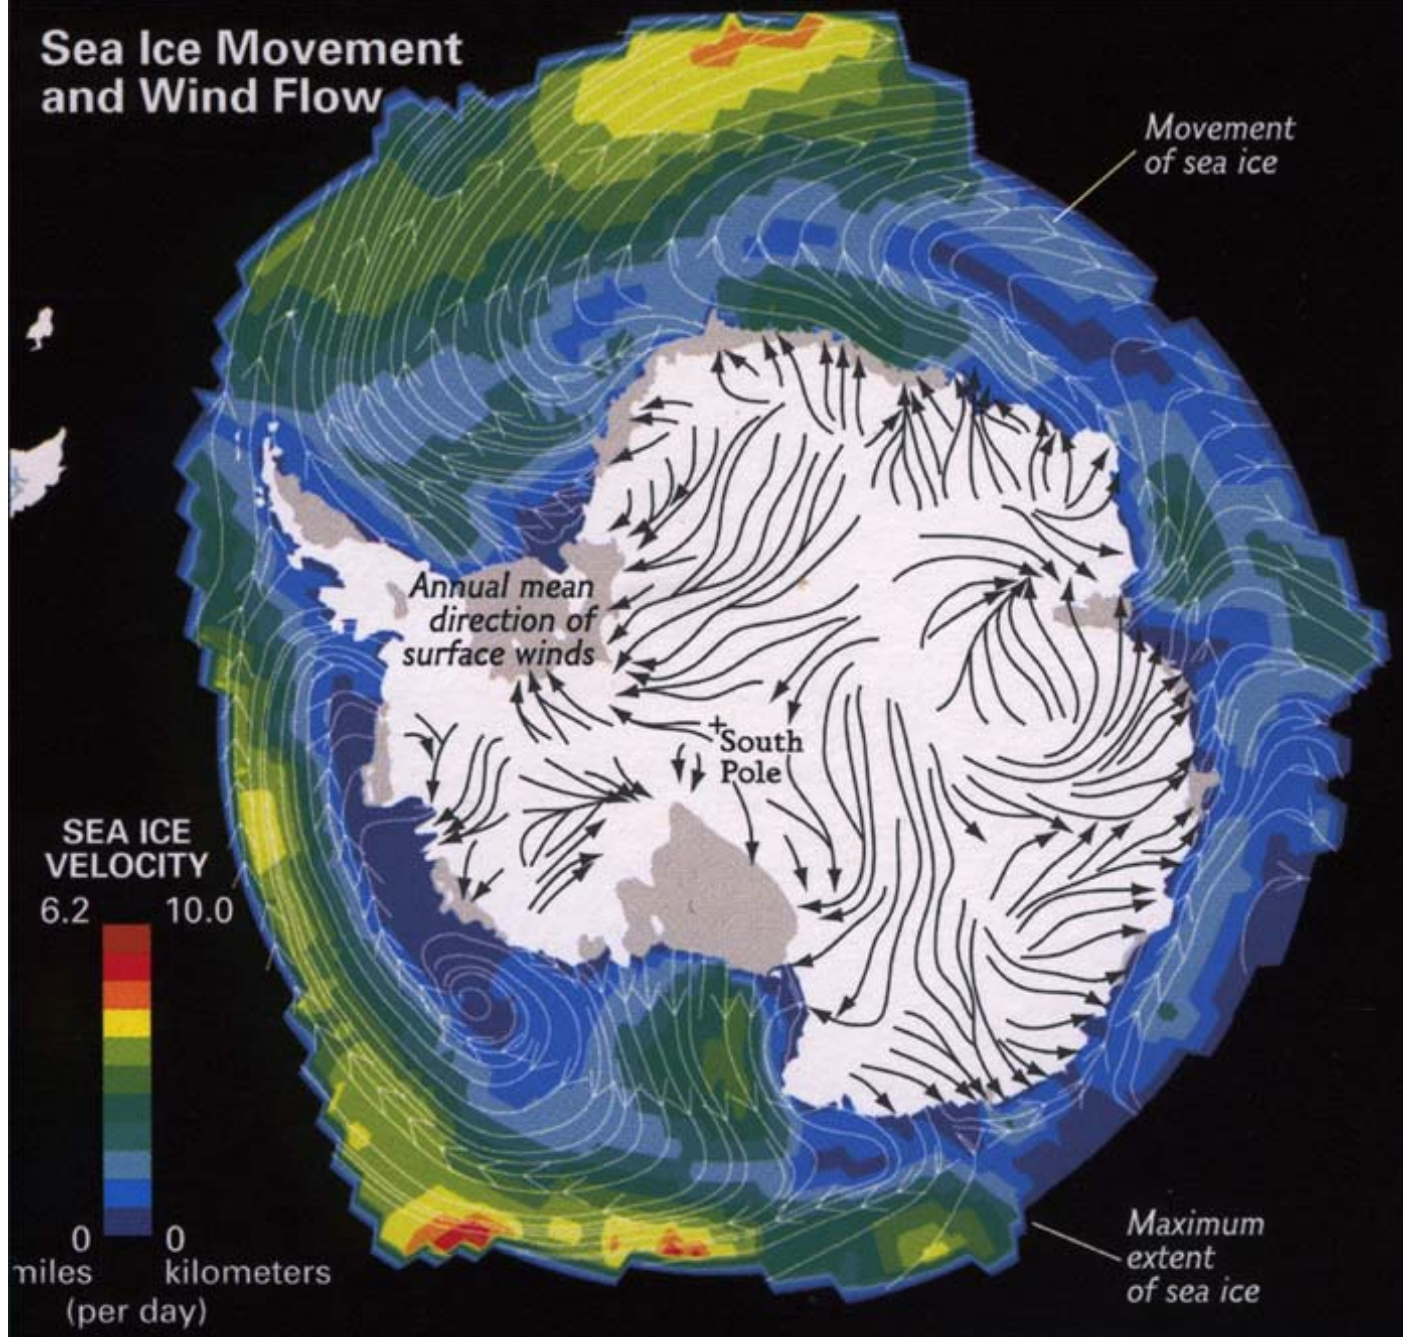 Sea Ice Movement
and Wind Flow
Movement
of sea ice
Annual mean
direction of
surface winds
+South
Pole
SEA ICE
VELOCITY
6.2 10.0
0 0
miles kilometers
(per day)
Maximum
extent
of sea ice